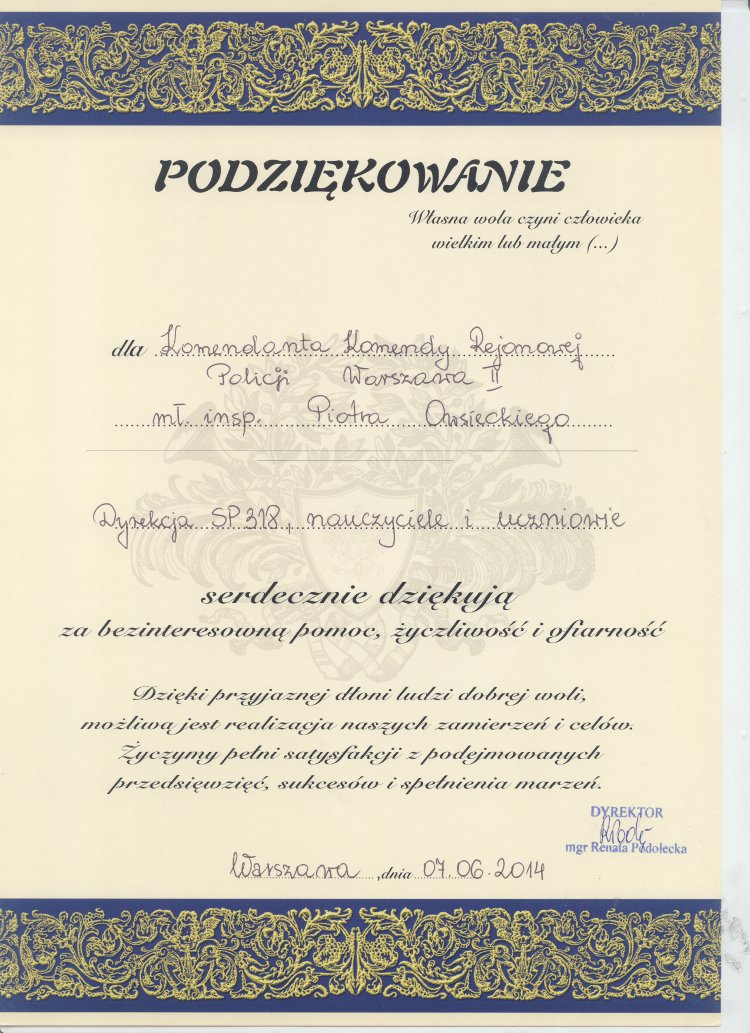 PODZIĘKOWANIE
Własna wola czyni człowieka
wielkim lub małym (...)
dla Komendanta Komendy Rejonowej
Policji Warszawa II
mł. insp. Piotra Owsieckiego
Dyrekcja SP 318, nauczyciele i uczniowie
serdecznie dziękują
za bezinteresowną pomoc, życzliwość i ofiarność
Dzięki przyjaznej dłoni ludzi dobrej woli,
możliwą jest realizacja naszych zamierzeń i celów.
Życzymy pełni satysfakcji z podejmowanych
przedsięwzięć, sukcesów i spełnienia marzeń.
DYREKTOR
mgr Renata Podolecka
Warszawa ,dnia 07.06.2014